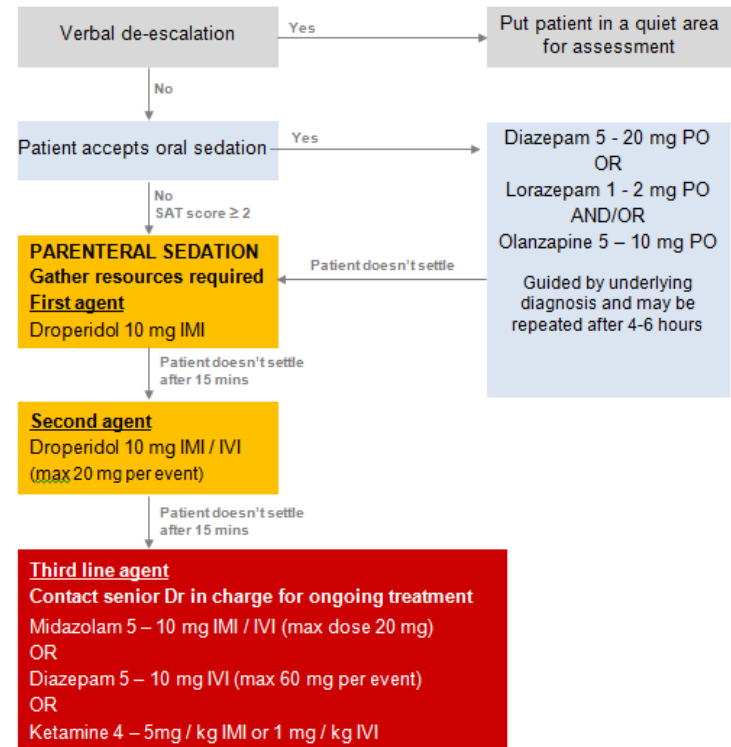 Verbal de-escalation
Yes
Put patient in a quiet area
for assessment
No
Patient accepts oral sedation
Yes
Diazepam 5 - 20 mg PO
OR
Lorazepam 1 - 2 mg PO
AND/OR
Olanzapine 5 – 10 mg PO
Guided by underlying
diagnosis and may be
repeated after 4-6 hours
No
SAT score ≥ 2
PARENTERAL SEDATION
Gather resources required
First agent
Droperidol 10 mg IMI
Patient doesn't settle
Patient doesn't settle
after 15 mins
Second agent
Droperidol 10 mg IMI / IVI
(max 20 mg per event)
Patient doesn't settle
after 15 mins
Third line agent
Contact senior Dr in charge for ongoing treatment
Midazolam 5 – 10 mg IMI / IVI (max dose 20 mg)
OR
Diazepam 5 – 10 mg IVI (max 60 mg per event)
OR
Ketamine 4 – 5mg / kg IMI or 1 mg / kg IVI